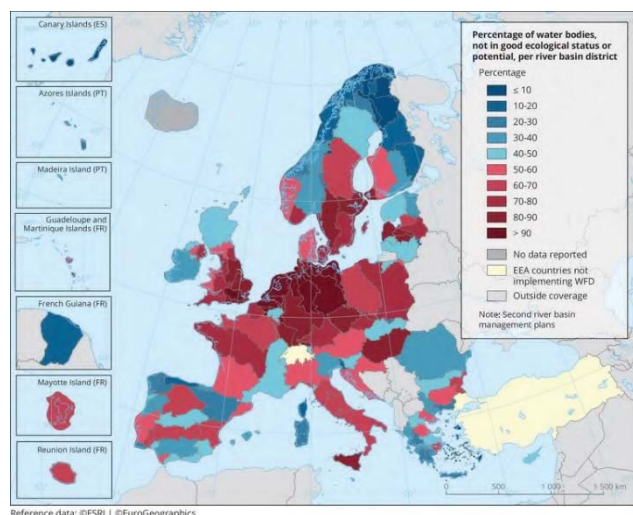 Canary Islands (ES)
Azores Islands (PT)
Madeira Island (PT)
Guadeloupe and
Martinique Islands (FR)
French Guiana (FR)
Mayotte Island (FR)
Reunion Island (FR)
Percentage of water bodies,
not in good ecological status or
potential, per river basin district
Percentage
≤ 10
10-20
20-30
30-40
40-50
50-60
60-70
70-80
80-90
> 90
No data reported
EEA countries not
implementing WFD
Outside coverage
Note: Second river basin
management plans
0 500 1 000 1 500 km
Reference data: ©ESRI | ©EuroGeographics